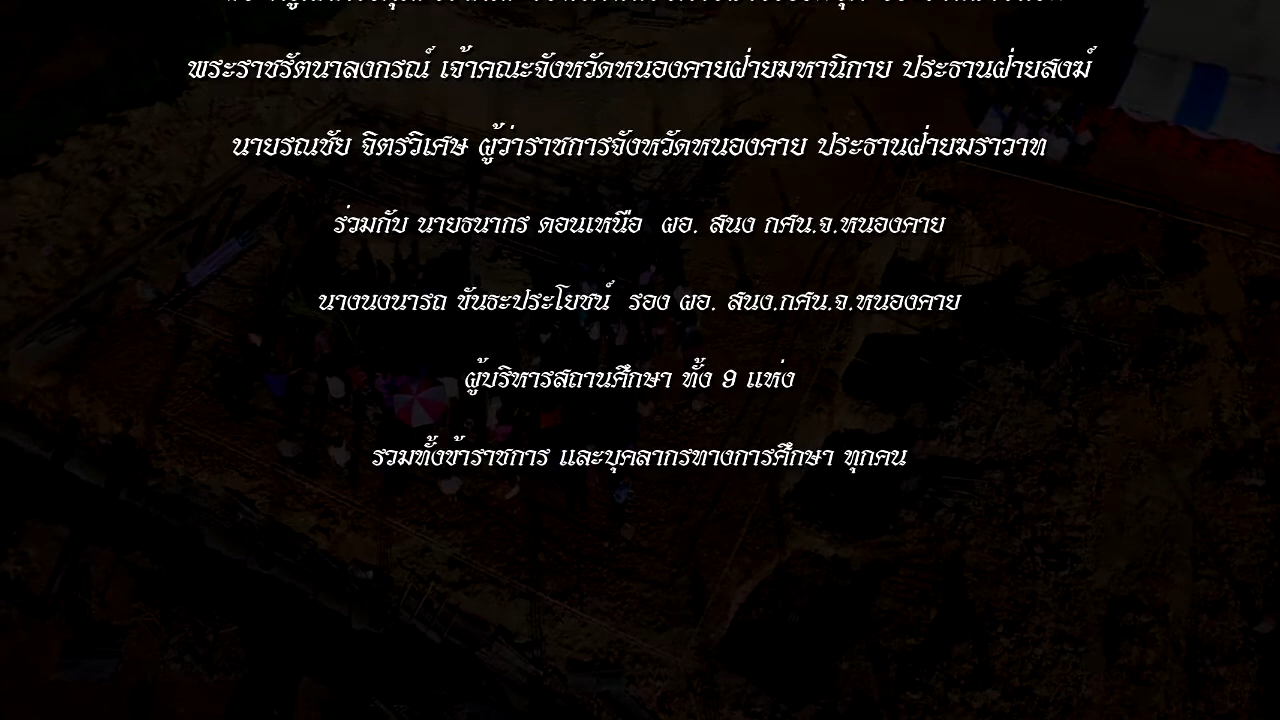 พระราชรัตนาลงกรณ์ เจ้าคณะจังหวัดหนองคายฝ่ายมหานิกาย ประธานฝ่ายสงฆ์
นายรณชัย จิตรวิเศษ ผู้ว่าราชการจังหวัดหนองคาย ประธานฝ่ายฆราวาท
ร่วมกับ นายธนากร ดอนเหนือ ผอ. สนง กศน.จ.หนองคาย
นางนงนารถ ขันธะประโยชน์ รอง ผอ. สนง.กศน.จ.หนองคาย
ผู้บริหารสถานศึกษา ทั้ง 9 แห่ง
รวมทั้งข้าราชการ และบุคลากรทางการศึกษา ทุกคน